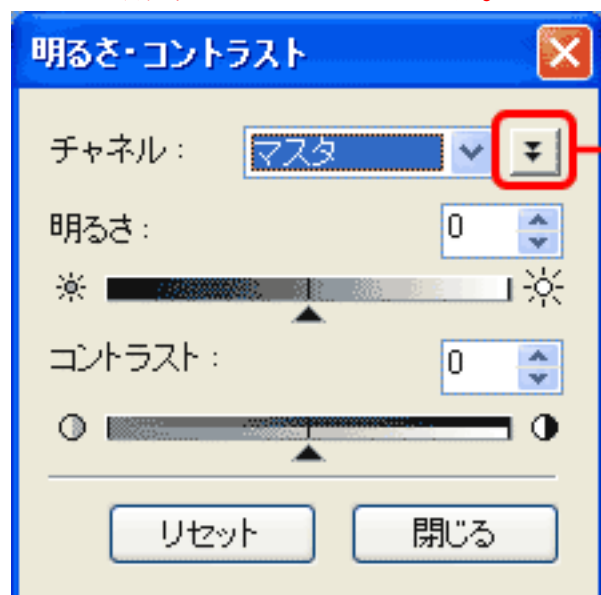 明るさ・コントラスト
チャネル： マスタ
明るさ： 0
コントラスト： 0
リセット 閉じる